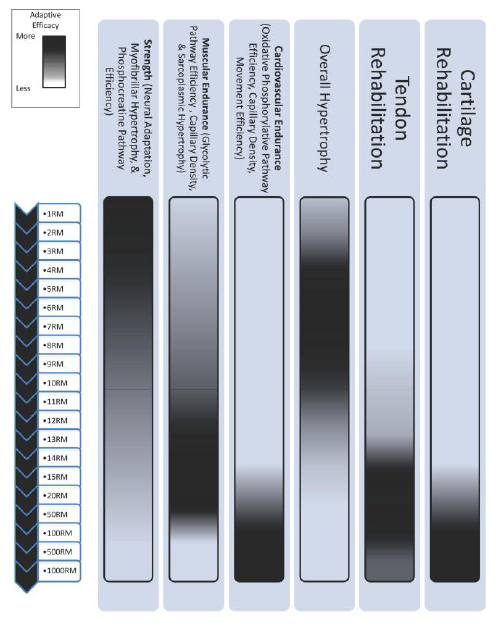 Adaptive
Efficacy
More
Less
Strength (Neural Adaptation,
Myofibrillar Hypertrophy, &
Phosphocreatine Pathway
Efficiency)
Muscular Endurance (Glycolytic
Pathway Efficiency, Capillary Density,
& Sarcoplasmic Hypertrophy)
Cardiovascular Endurance
(Oxidative Phosphorylative Pathway
Efficiency, Capillary Density,
Movement Efficiency)
Overall Hypertrophy
Tendon
Rehabilitation
Cartilage
Rehabilitation
•1RM
•2RM
•3RM
•4RM
•5RM
•6RM
•7RM
•8RM
•9RM
•10RM
•11RM
•12RM
•13RM
•14RM
•15RM
•20RM
•50RM
•100RM
•500RM
•1000RM